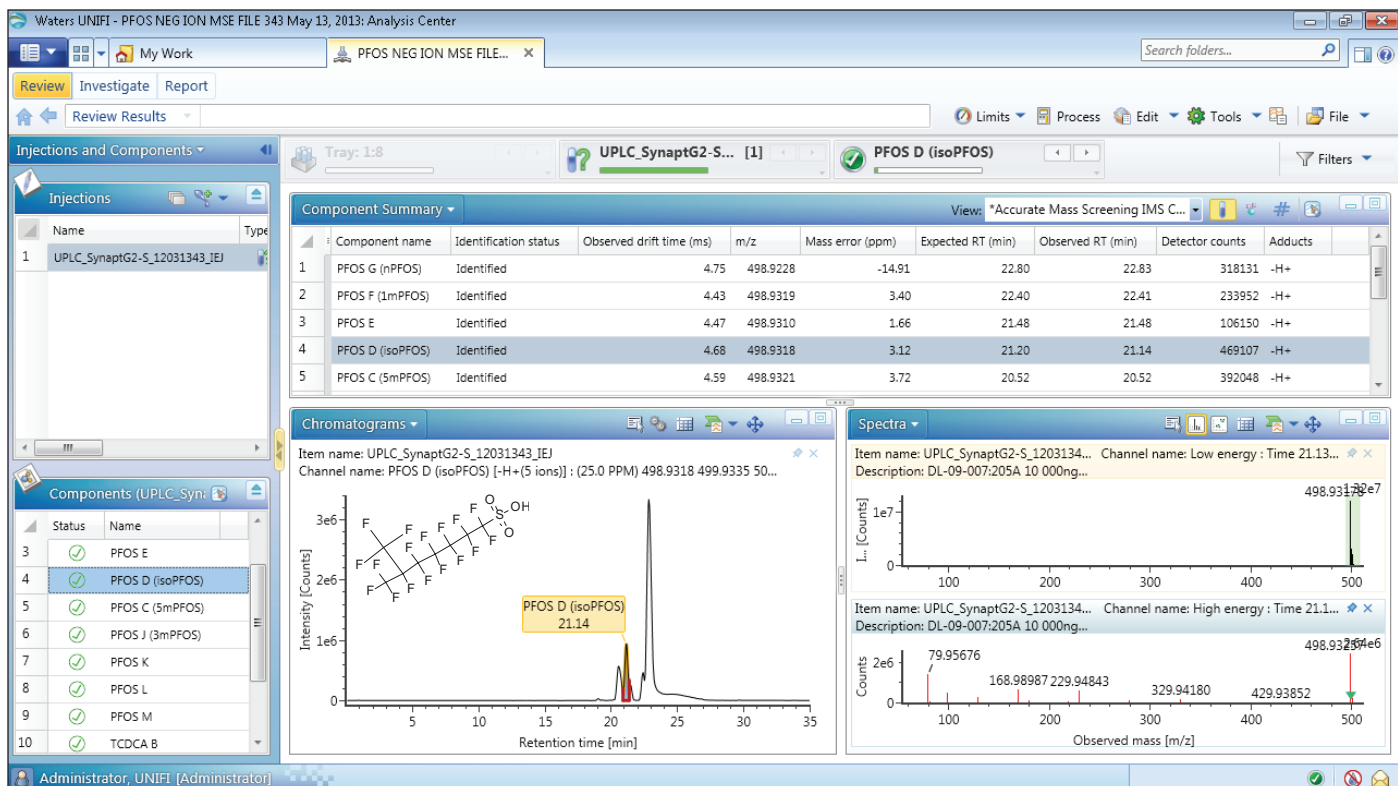 Waters UNIFI - PFOS NEG ION MSE FILE 343 May 13, 2013: Analysis Center
My Work
PFOS NEG ION MSE FILE... ×
Search folders...
Review Investigate Report
Review Results
Limits Process Edit Tools File
Injections and Components
Tray: 1:8
UPLC_SynaptG2-S... [1]
PFOS D (isoPFOS)
Filters
Injections
Name Type
1 UPLC_SynaptG2-S_12031343_IEJ
Component Summary
View: *Accurate Mass Screening IMS C...
Component name Identification status Observed drift time (ms) m/z Mass error (ppm) Expected RT (min) Observed RT (min) Detector counts Adducts
1 PFOS G (nPFOS) Identified 4.75 498.9228 -14.91 22.80 22.83 318131 -H+
2 PFOS F (1mPFOS) Identified 4.43 498.9319 3.40 22.40 22.41 233952 -H+
3 PFOS E Identified 4.47 498.9310 1.66 21.48 21.48 106150 -H+
4 PFOS D (isoPFOS) Identified 4.68 498.9318 3.12 21.20 21.14 469107 -H+
5 PFOS C (5mPFOS) Identified 4.59 498.9321 3.72 20.52 20.52 392048 -H+
Components (UPLC_Syn
Status Name
3 PFOS E
4 PFOS D (isoPFOS)
5 PFOS C (5mPFOS)
6 PFOS J (3mPFOS)
7 PFOS K
8 PFOS L
9 PFOS M
10 TCDCA B
Chromatograms
Item name: UPLC_SynaptG2-S_12031343_IEJ
Channel name: PFOS D (isoPFOS) [-H+(5 ions)] : (25.0 PPM) 498.9318 499.9335 50...
Intensity [Counts]
3e6
2e6
1e6
0
F F F F F F F F F F F F F F F F F
O S OH O
PFOS D (isoPFOS)
21.14
5 10 15 20 25 30 35
Retention time [min]
Spectra
Item name: UPLC_SynaptG2-S_1203134... Channel name: Low energy : Time 21.13...
Description: DL-09-007:205A 10 000ng...
I... [Counts]
1e7
0
100 200 300 400 500
Item name: UPLC_SynaptG2-S_1203134... Channel name: High energy : Time 21.1...
Description: DL-09-007:205A 10 000ng...
Counts
2e6
0
79.95676
168.98987 229.94843
329.94180
429.93852
100 200 300 400 500
Observed mass [m/z]
Administrator, UNIFI [Administrator]